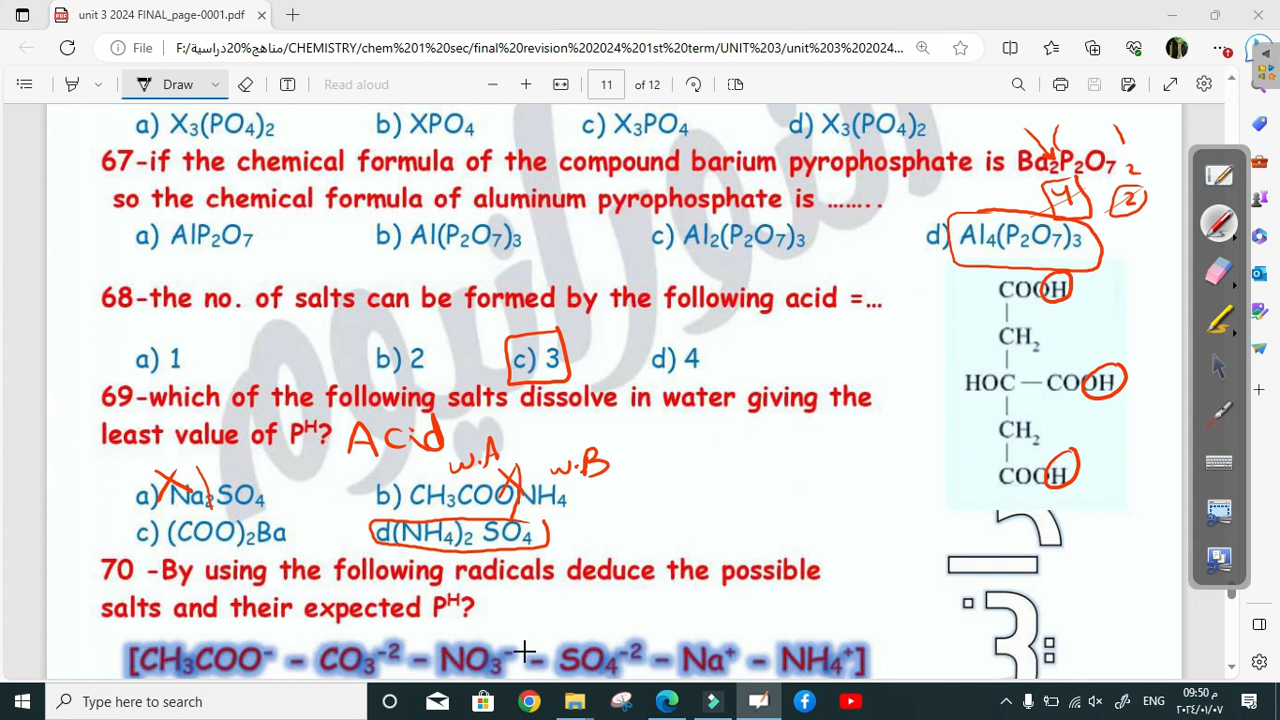 unit 3 2024 FINAL_page-0001.pdf
File
F:/مناهج%20دراسية/CHEMISTRY/chem%201%20sec/final%20revision%202024%201st%20term/UNIT%203/unit%203%202024...
Draw
Read aloud
11 of 12
a) X₃(PO₄)₂ b) XPO₄ c) X₃PO₄ d) X₃(PO₄)₂
67-if the chemical formula of the compound barium pyrophosphate is Ba₂P₂O₇
so the chemical formula of aluminum pyrophosphate is ……..
2
4 2
a) AlP₂O₇ b) Al(P₂O₇)₃ c) Al₂(P₂O₇)₃ d) Al₄(P₂O₇)₃
68-the no. of salts can be formed by the following acid =…
a) 1 b) 2 c) 3 d) 4
COOH
CH₂
HOC — COOH
CH₂
COOH
69-which of the following salts dissolve in water giving the
least value of Pᴴ?
Acid
w.A w.B
a) Na₂SO₄ b) CH₃COONH₄
c) (COO)₂Ba d(NH₄)₂ SO₄
70 -By using the following radicals deduce the possible
salts and their expected Pᴴ?
[CH₃COO⁻ – CO₃⁻² – NO₃⁻ – SO₄⁻² – Na⁺ – NH₄⁺]
Type here to search
ENG
09:50 م
٢٠٢٤/٠١/٠٧